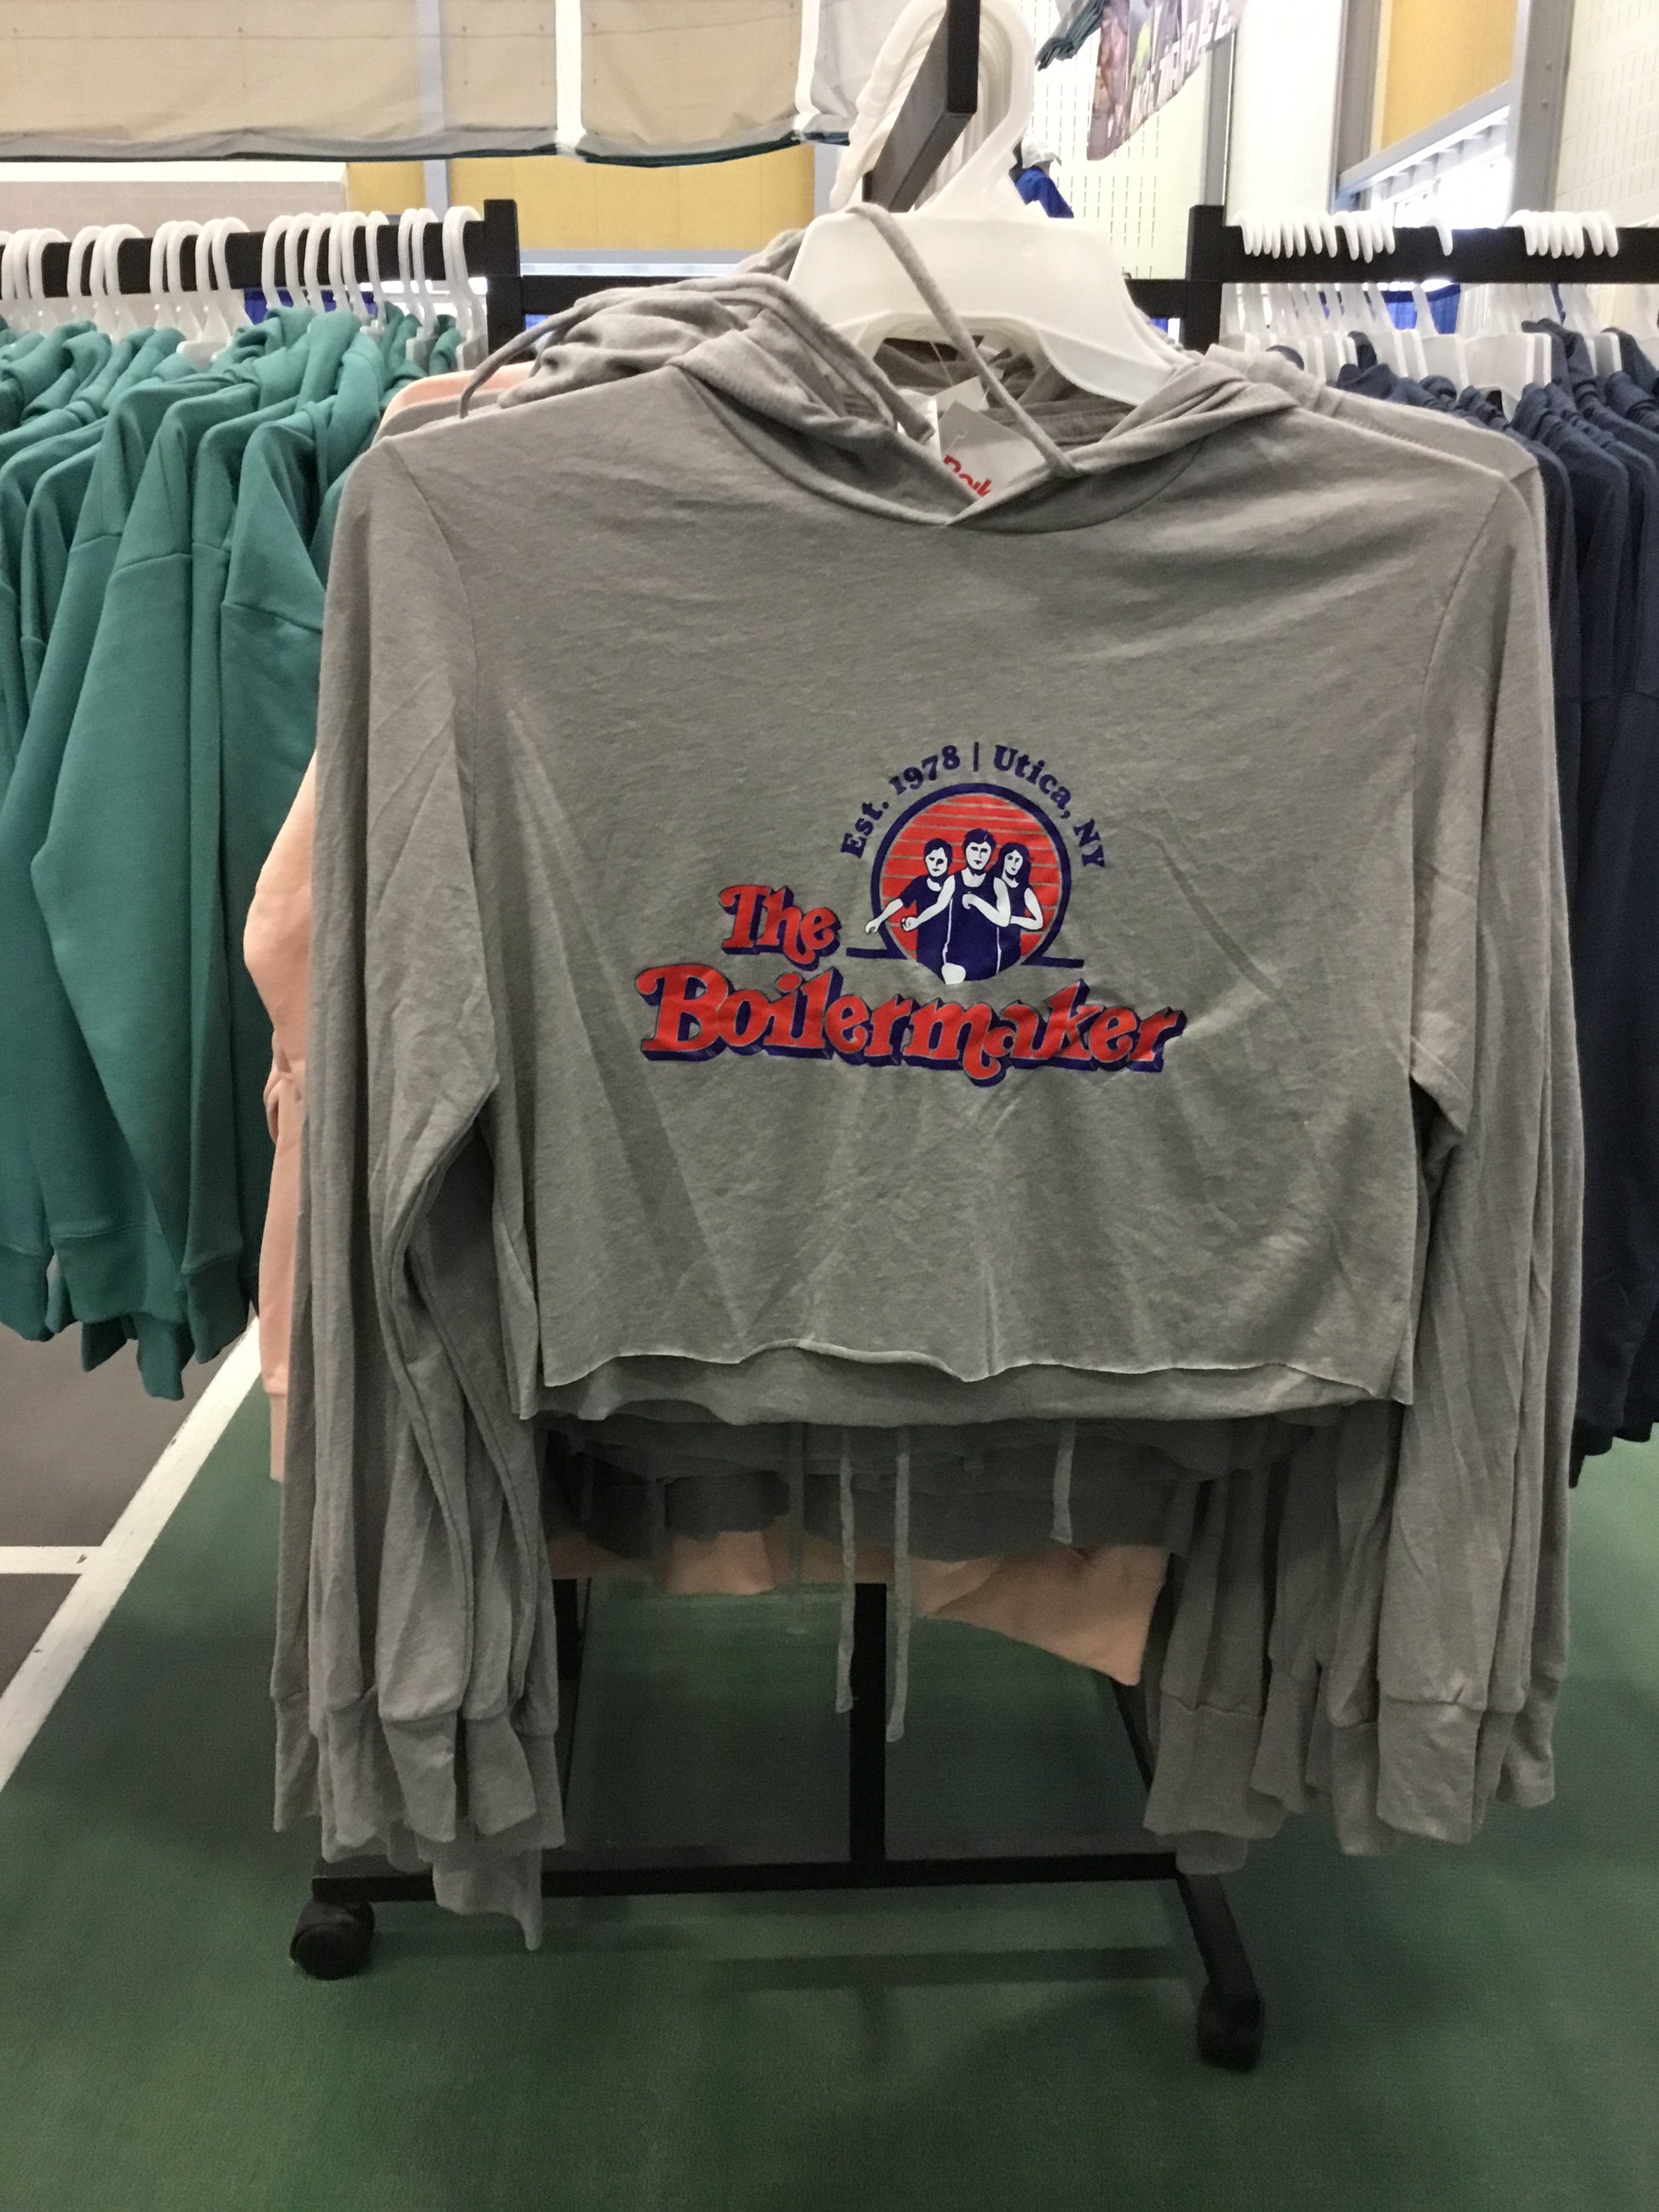 Est. 1978 | Utica, NY
The
Boilermaker